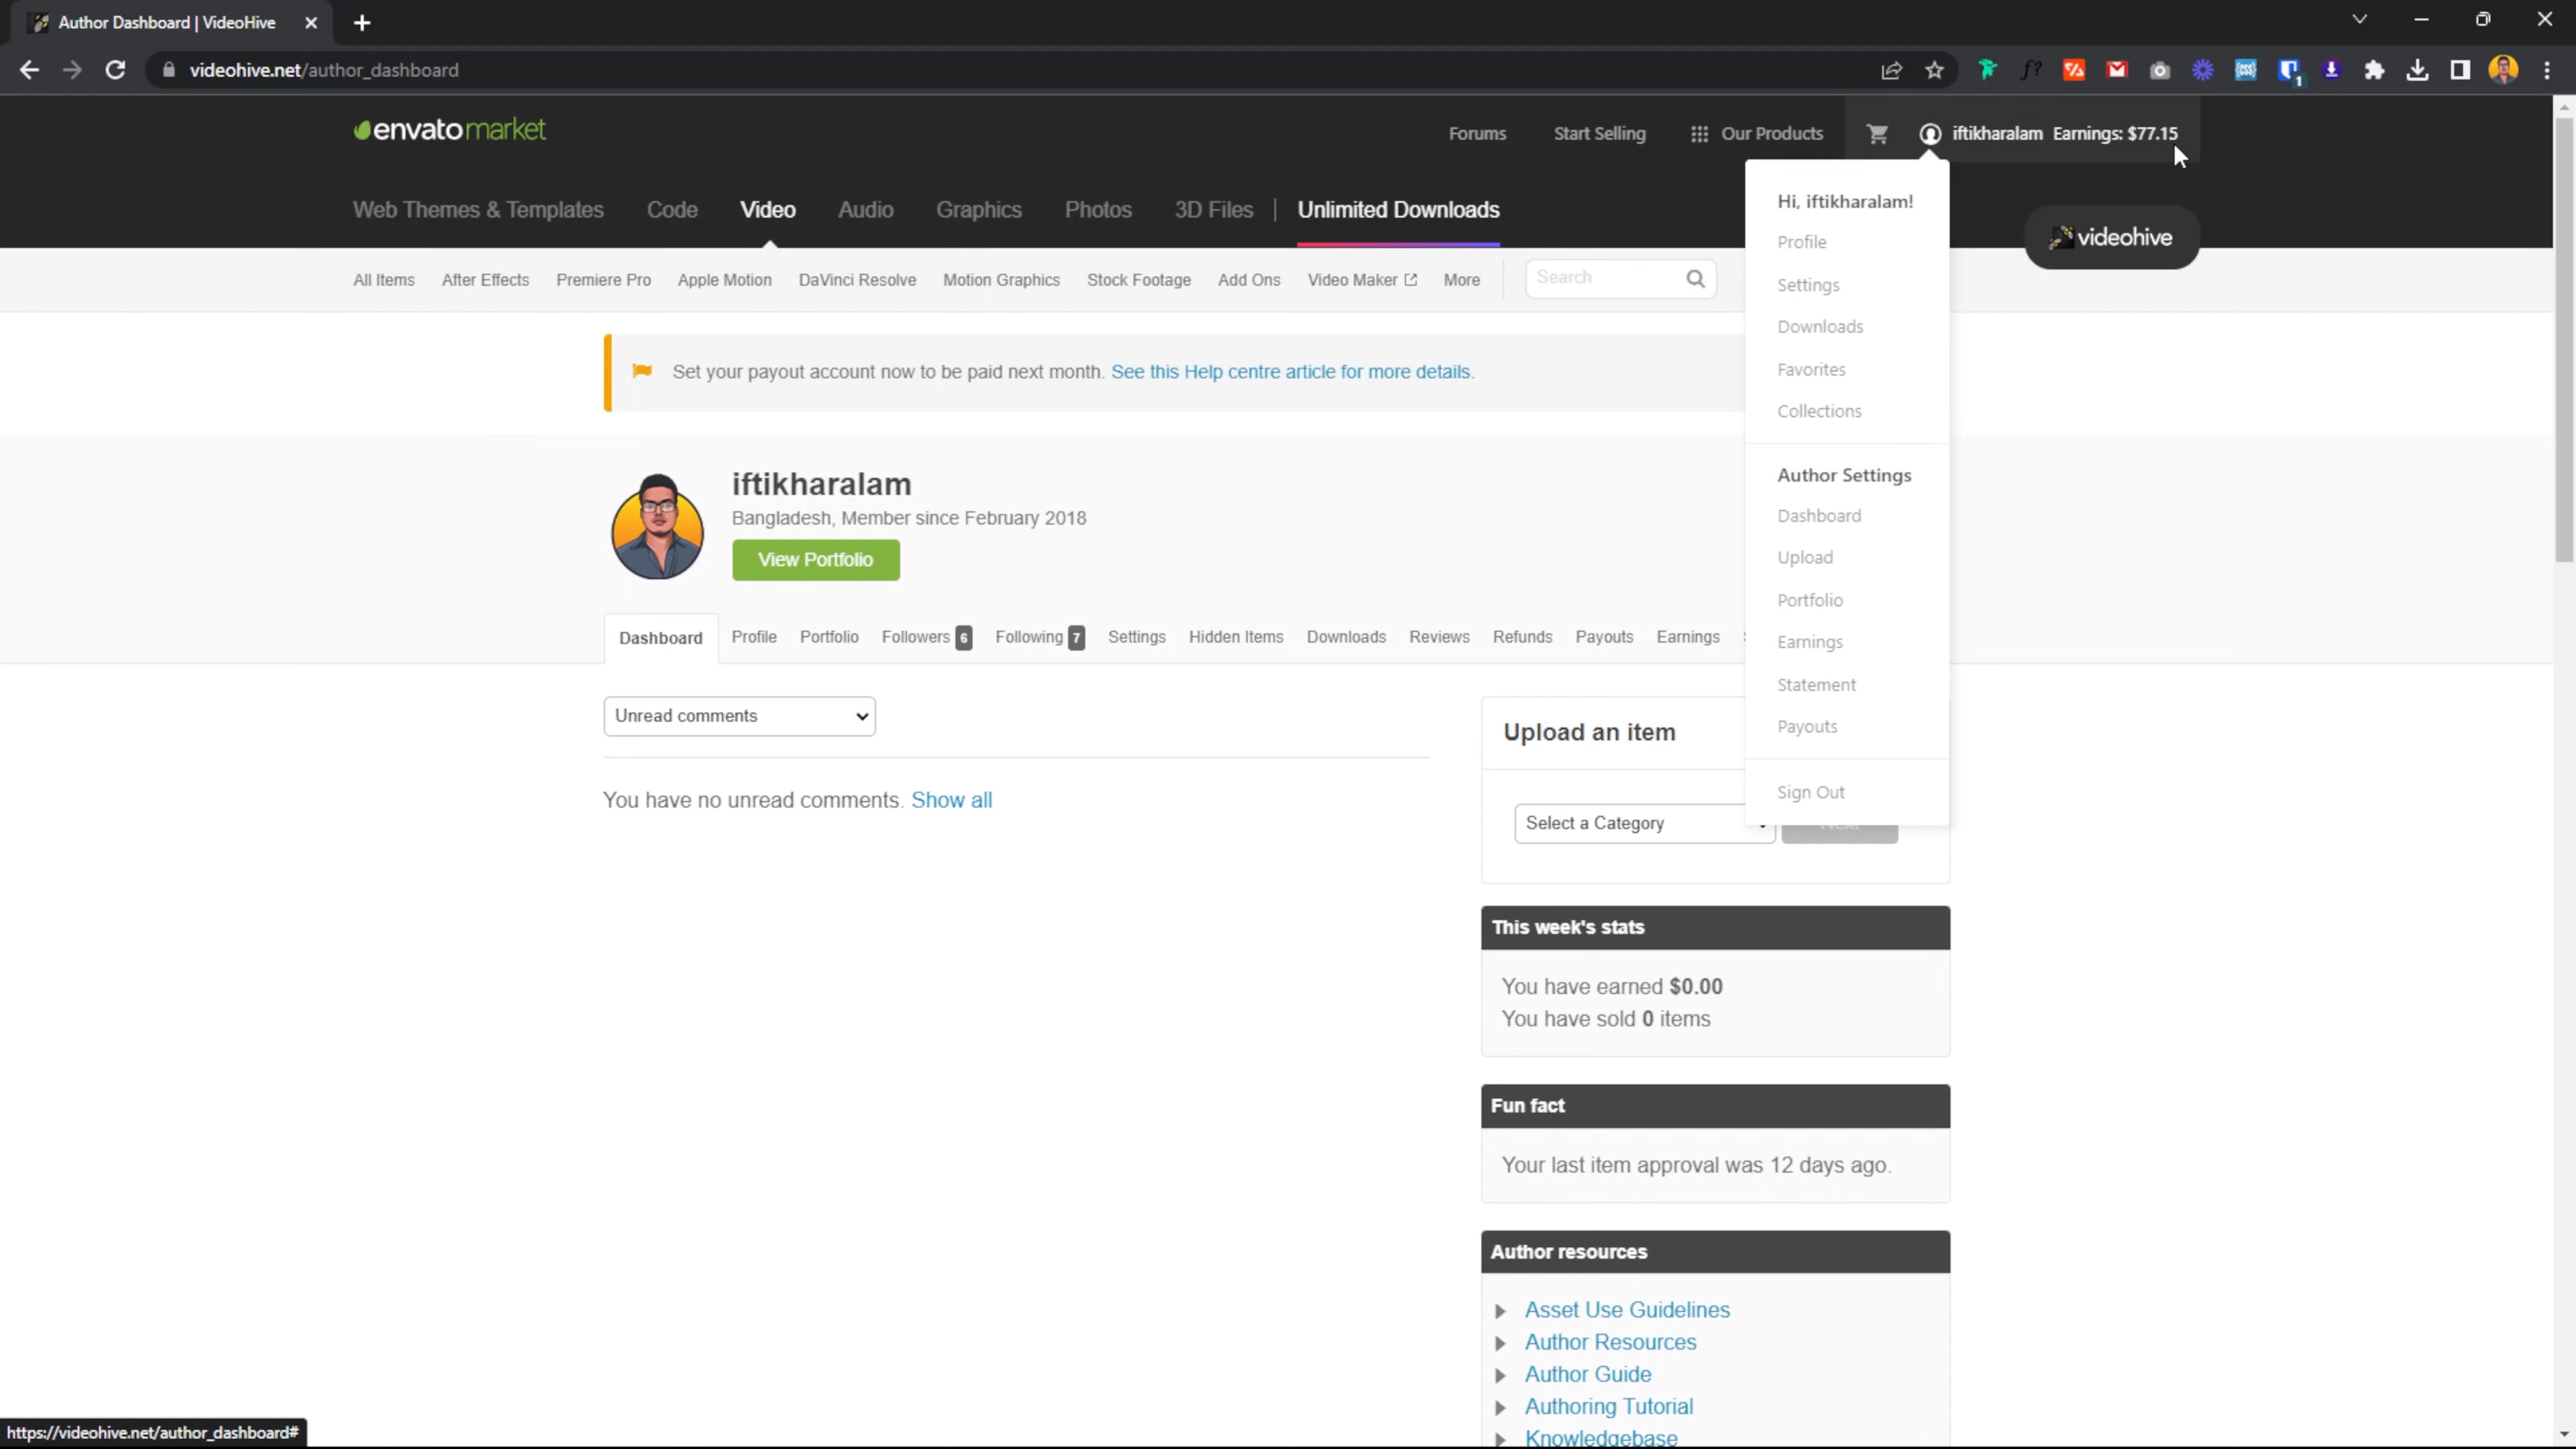 Author Dashboard | VideoHive
videohive.net/author_dashboard
1
envatomarket
Forums
Start Selling
Our Products
iftikharalam Earnings: $77.15
Web Themes & Templates
Code
Video
Audio
Graphics
Photos
3D Files
Unlimited Downloads
videohive
All Items
After Effects
Premiere Pro
Apple Motion
DaVinci Resolve
Motion Graphics
Stock Footage
Add Ons
Video Maker
More
Search
Hi, iftikharalam!
Profile
Settings
Downloads
Favorites
Collections
Author Settings
Dashboard
Upload
Portfolio
Earnings
Statement
Payouts
Sign Out
Set your payout account now to be paid next month. See this Help centre article for more details.
iftikharalam
Bangladesh, Member since February 2018
View Portfolio
Dashboard
Profile
Portfolio
Followers 6
Following 7
Settings
Hidden Items
Downloads
Reviews
Refunds
Payouts
Earnings
Unread comments
You have no unread comments. Show all
Upload an item
Select a Category
Next
This week's stats
You have earned $0.00
You have sold 0 items
Fun fact
Your last item approval was 12 days ago.
Author resources
Asset Use Guidelines
Author Resources
Author Guide
Authoring Tutorial
Knowledgebase
https://videohive.net/author_dashboard#